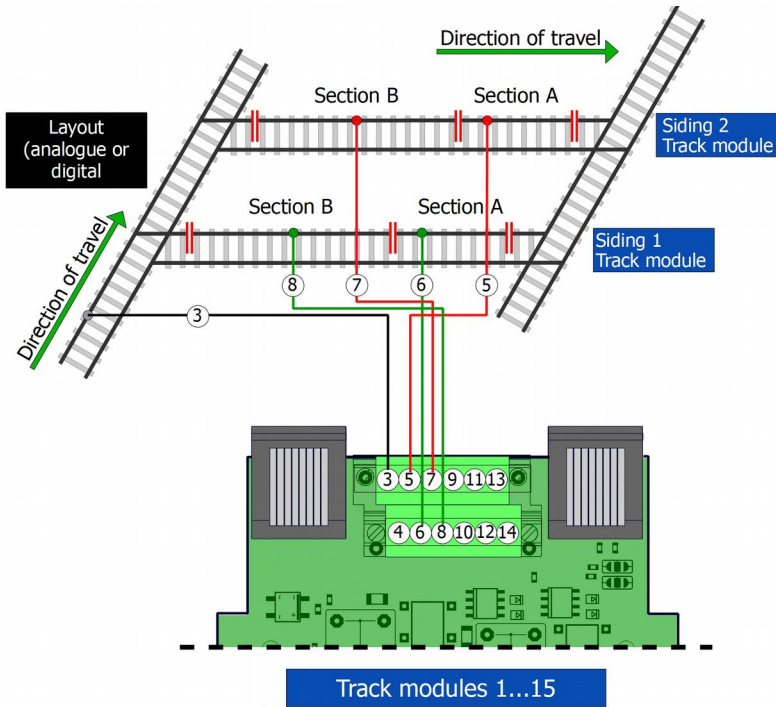 Direction of travel
Section B
Section A
Layout
(analogue or
digital
Siding 2
Track module
Section B
Section A
Siding 1
Track module
Direction of travel
8
7
6
5
3
3
5
7
9
11
13
4
6
8
10
12
14
Track modules 1...15